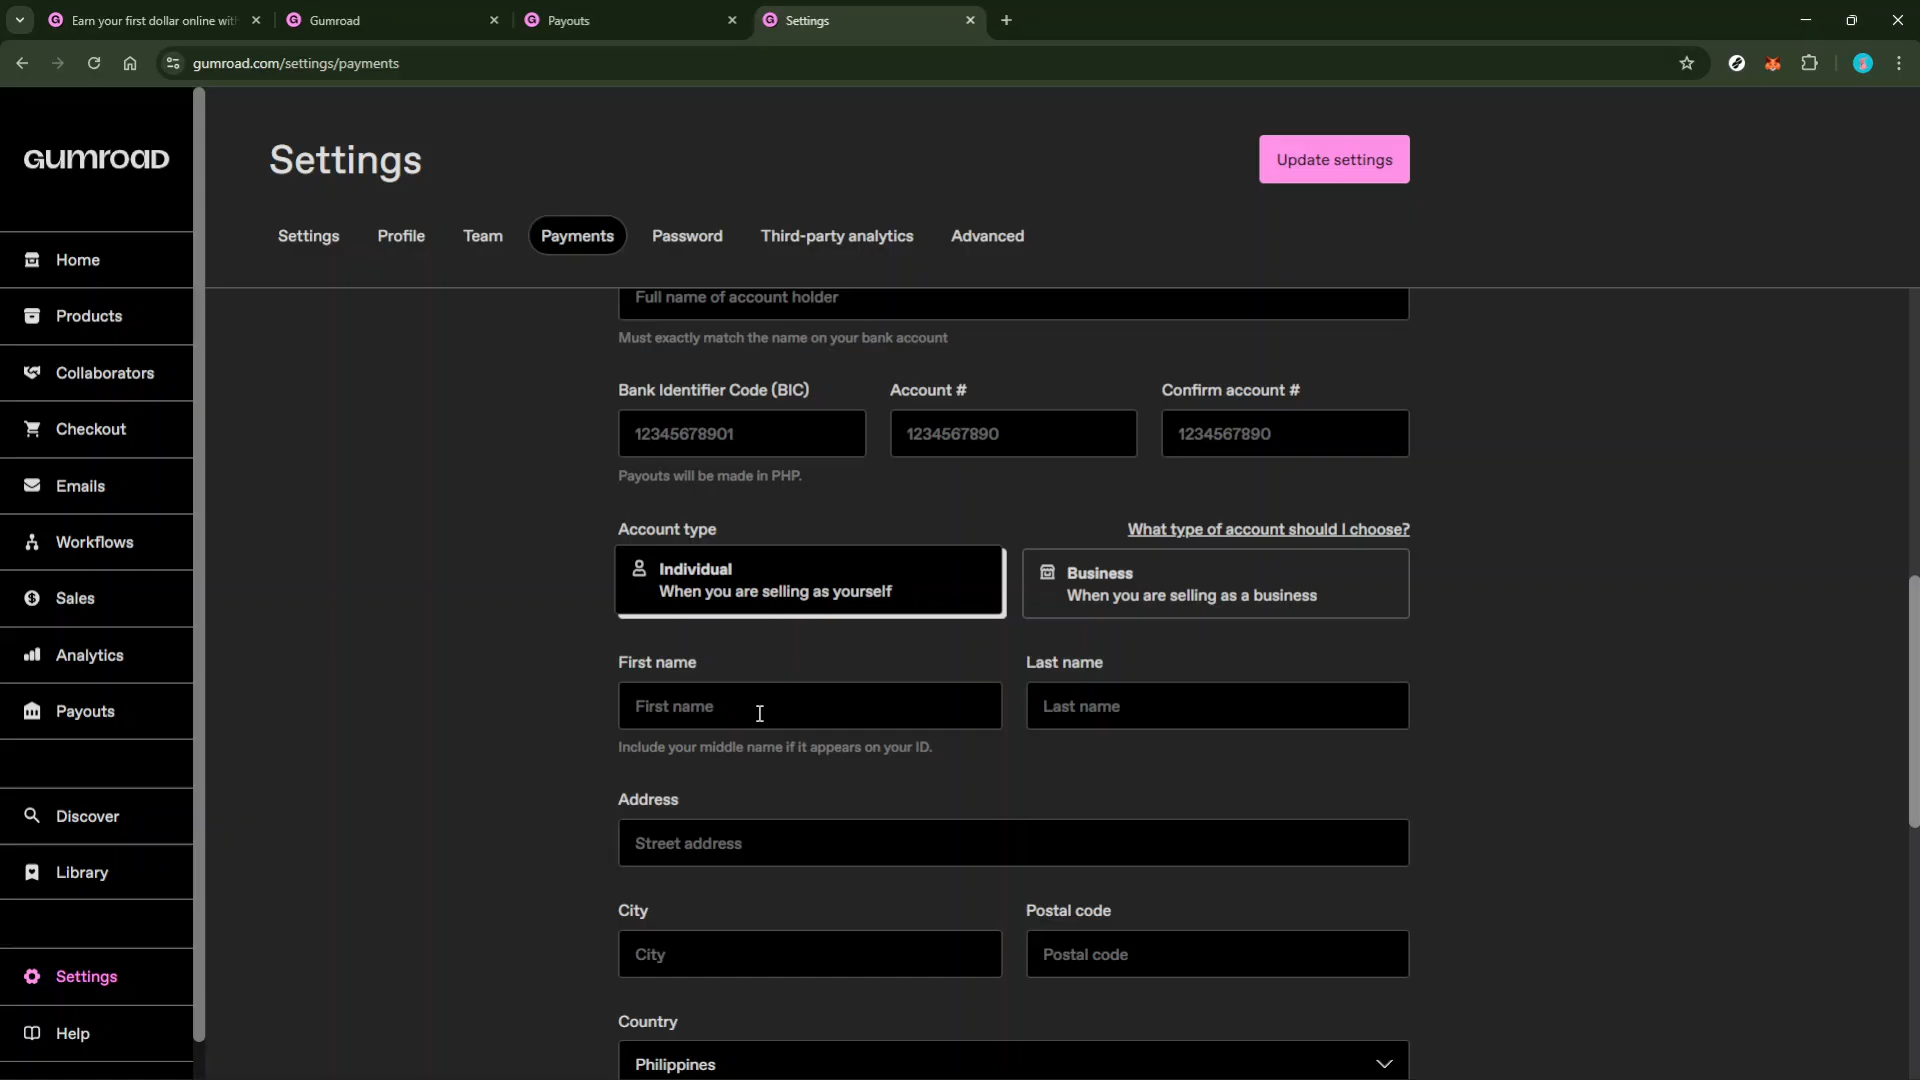 Earn your first dollar online wit
Gumroad
Payouts
Settings
gumroad.com/settings/payments
GUMROAD
Home
Products
Collaborators
Checkout
Emails
Workflows
Sales
Analytics
Payouts
Discover
Library
Settings
Help
Settings
Update settings
Settings Profile Team Payments Password Third-party analytics Advanced
Full name of account holder
Must exactly match the name on your bank account
Bank Identifier Code (BIC) Account # Confirm account #
12345678901 1234567890 1234567890
Payouts will be made in PHP.
Account type What type of account should I choose?
Individual
When you are selling as yourself
Business
When you are selling as a business
First name Last name
First name Last name
Include your middle name if it appears on your ID.
Address
Street address
City Postal code
City Postal code
Country
Philippines